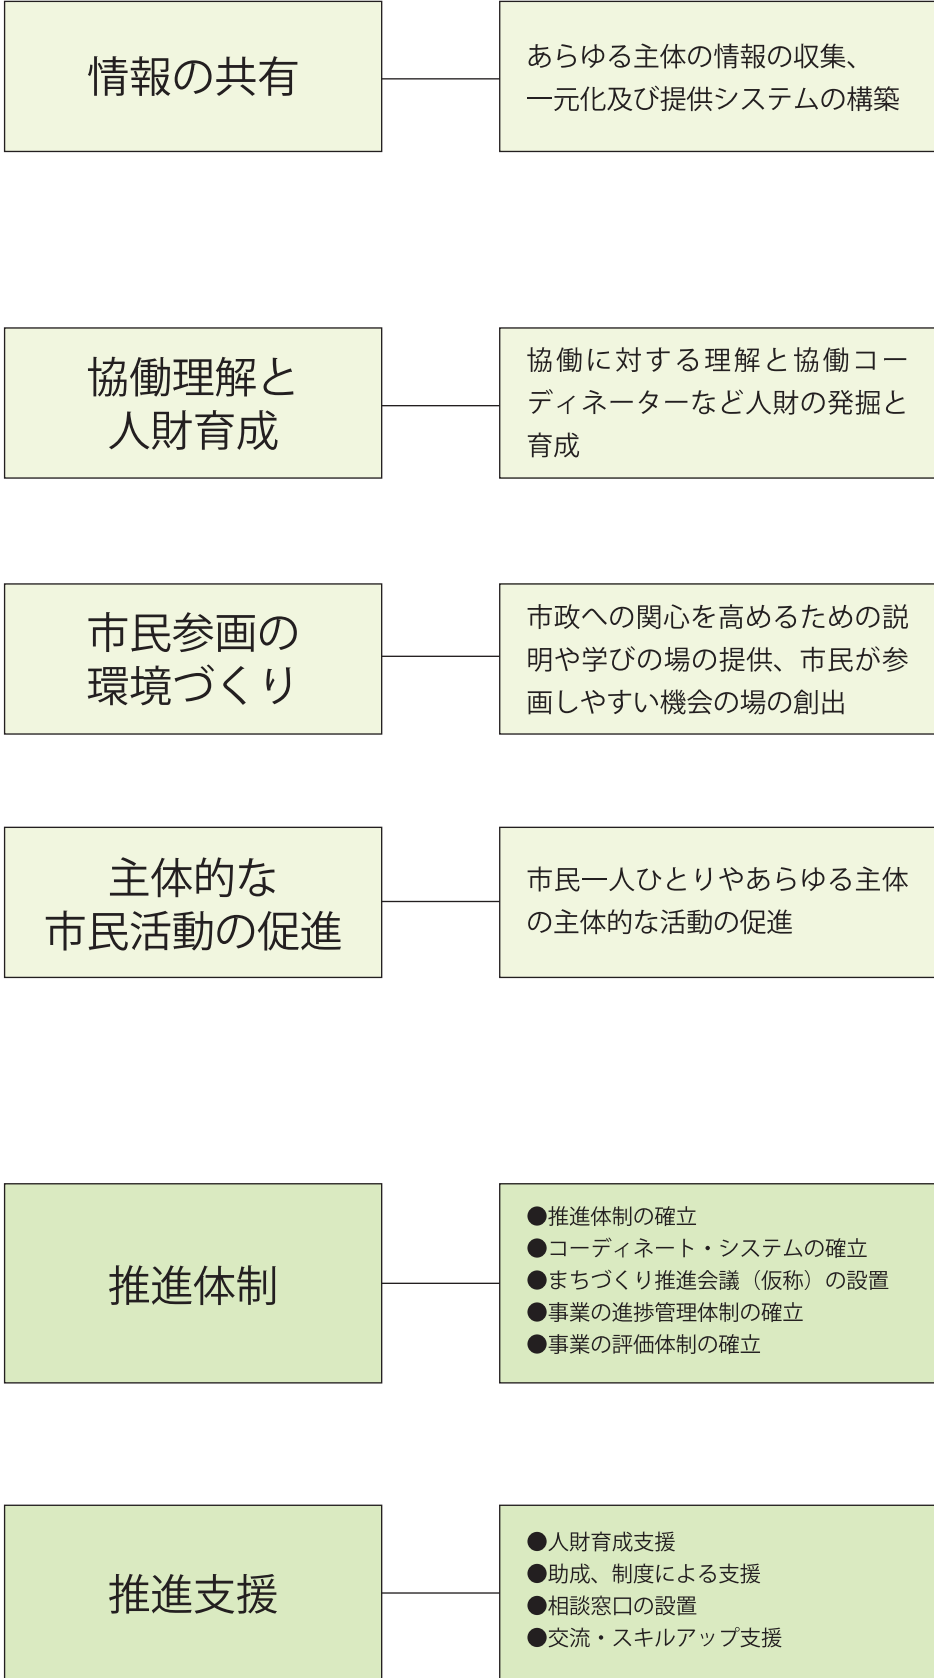 情報の共有
あらゆる主体の情報の収集、
一元化及び提供システムの構築
協働理解と
人財育成
協働に対する理解と協働コー
ディネーターなど人財の発掘と
育成
市民参画の
環境づくり
市政への関心を高めるための説
明や学びの場の提供、市民が参
画しやすい機会の場の創出
主体的な
市民活動の促進
市民一人ひとりやあらゆる主体
の主体的な活動の促進
推進体制
●推進体制の確立
●コーディネート・システムの確立
●まちづくり推進会議（仮称）の設置
●事業の進捗管理体制の確立
●事業の評価体制の確立
推進支援
●人財育成支援
●助成、制度による支援
●相談窓口の設置
●交流・スキルアップ支援